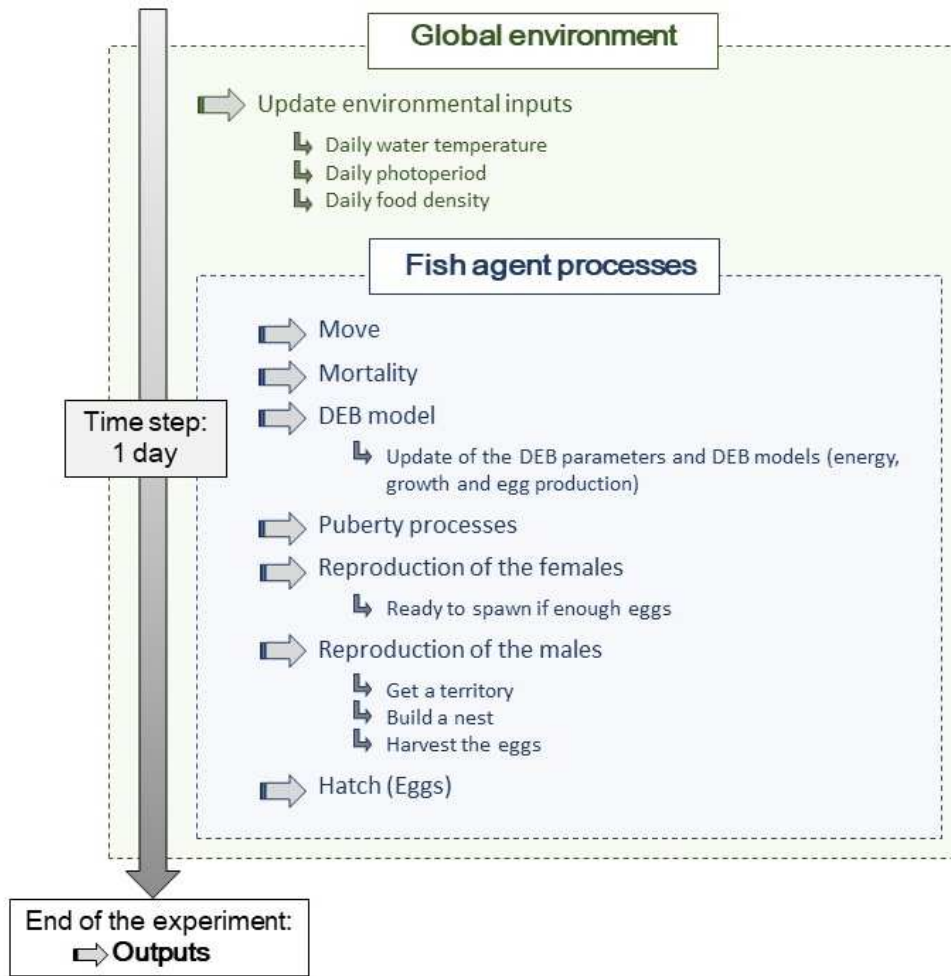 Global environment
Update environmental inputs
Daily water temperature
Daily photoperiod
Daily food density
Fish agent processes
Move
Mortality
Time step:
1 day
DEB model
Update of the DEB parameters and DEB models (energy,
growth and egg production)
Puberty processes
Reproduction of the females
Ready to spawn if enough eggs
Reproduction of the males
Get a territory
Build a nest
Harvest the eggs
Hatch (Eggs)
End of the experiment:
Outputs